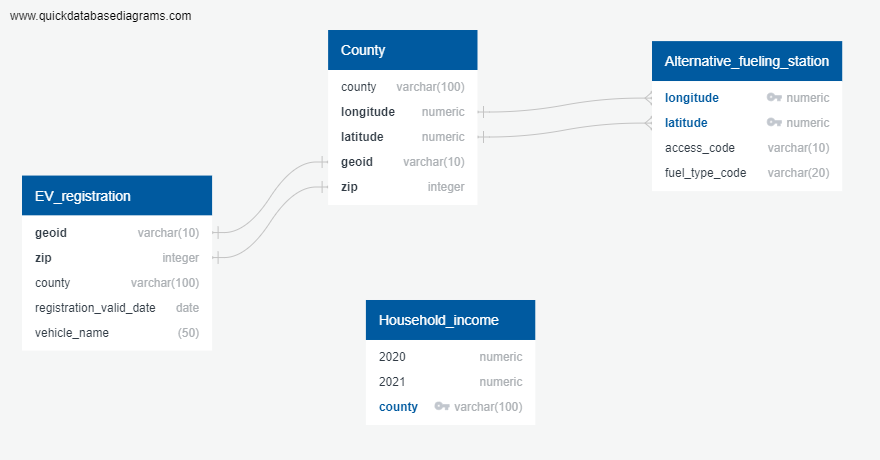 www.quickdatabasediagrams.com
County
county varchar(100)
longitude numeric
latitude numeric
geoid varchar(10)
zip integer
Alternative_fueling_station
longitude numeric
latitude numeric
access_code varchar(10)
fuel_type_code varchar(20)
EV_registration
geoid varchar(10)
zip integer
county varchar(100)
registration_valid_date date
vehicle_name (50)
Household_income
2020 numeric
2021 numeric
county varchar(100)